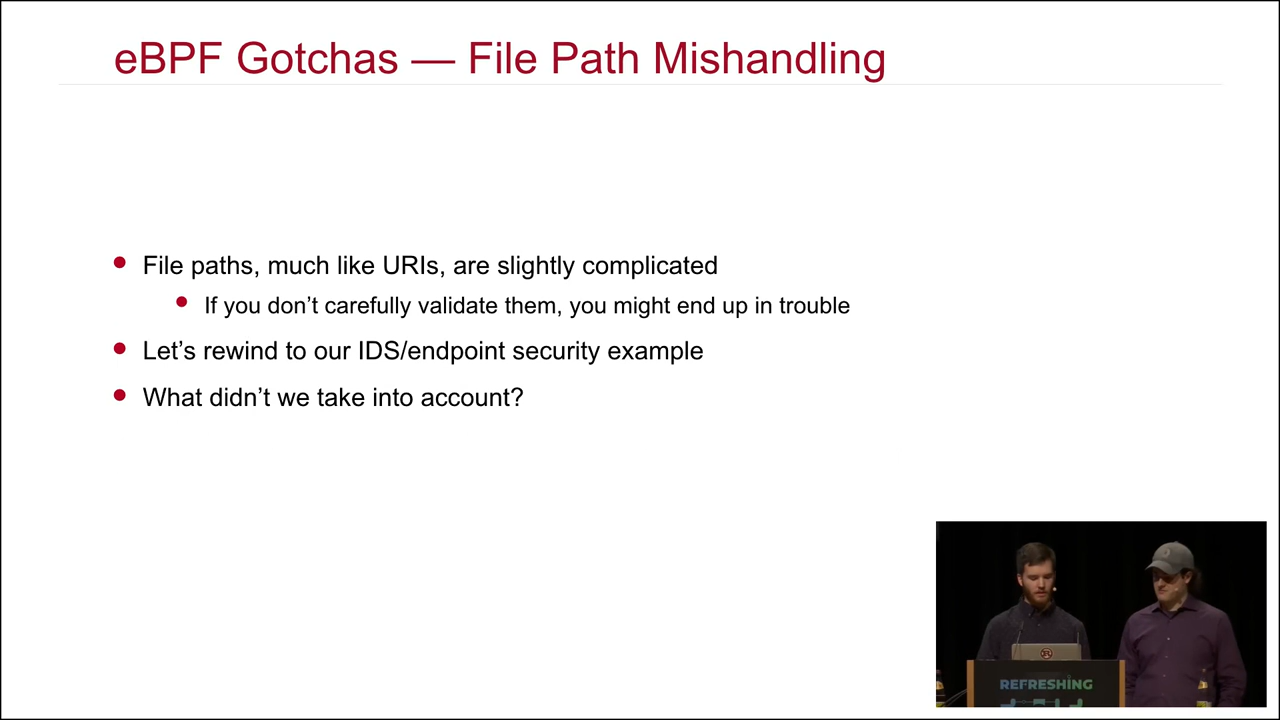 eBPF Gotchas — File Path Mishandling
File paths, much like URIs, are slightly complicated
If you don’t carefully validate them, you might end up in trouble
Let’s rewind to our IDS/endpoint security example
What didn’t we take into account?
REFRESHING